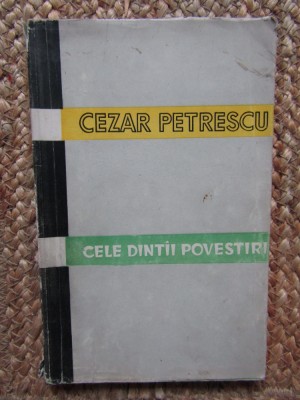 CEZAR PETRESCU
CELE DINTÎI POVESTIRI